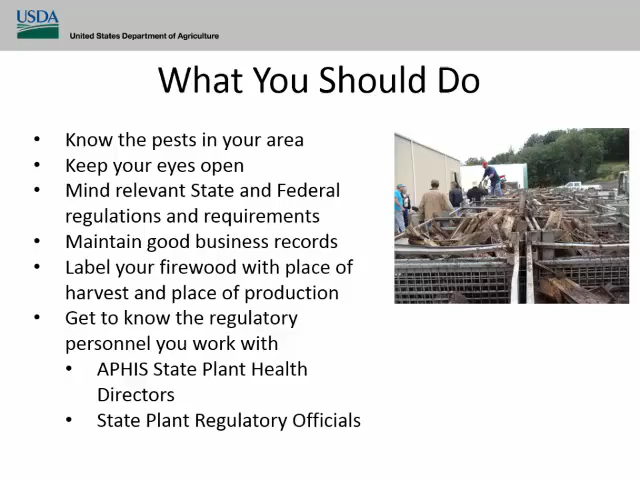 USDA
United States Department of Agriculture
What You Should Do
• Know the pests in your area
• Keep your eyes open
• Mind relevant State and Federal
regulations and requirements
• Maintain good business records
• Label your firewood with place of
harvest and place of production
• Get to know the regulatory
personnel you work with
• APHIS State Plant Health
Directors
• State Plant Regulatory Officials